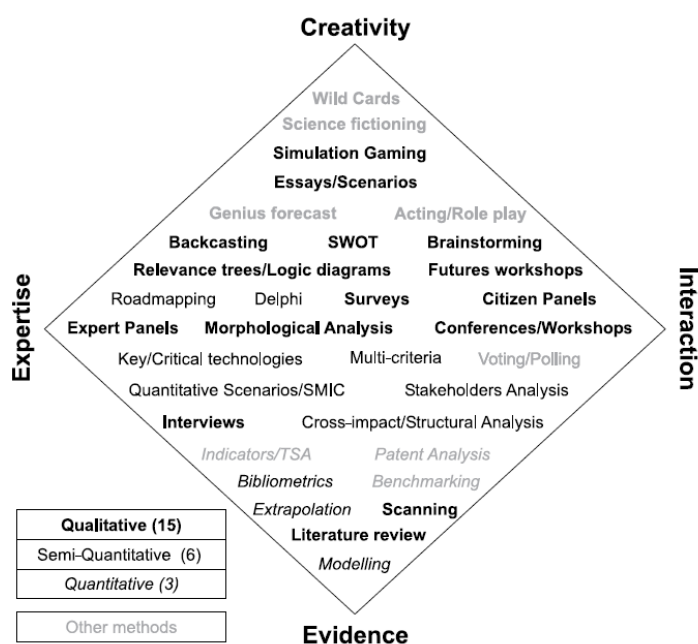 Creativity
Wild Cards
Science fictioning
Simulation Gaming
Essays/Scenarios
Genius forecast Acting/Role play
Backcasting SWOT Brainstorming
Relevance trees/Logic diagrams Futures workshops
Roadmapping Delphi Surveys Citizen Panels
Expert Panels Morphological Analysis Conferences/Workshops
Key/Critical technologies Multi-criteria Voting/Polling
Quantitative Scenarios/SMIC Stakeholders Analysis
Interviews Cross-impact/Structural Analysis
Indicators/TSA Patent Analysis
Bibliometrics Benchmarking
Extrapolation Scanning
Literature review
Modelling
Evidence
Expertise
Interaction
Qualitative (15)
Semi-Quantitative (6)
Quantitative (3)
Other methods